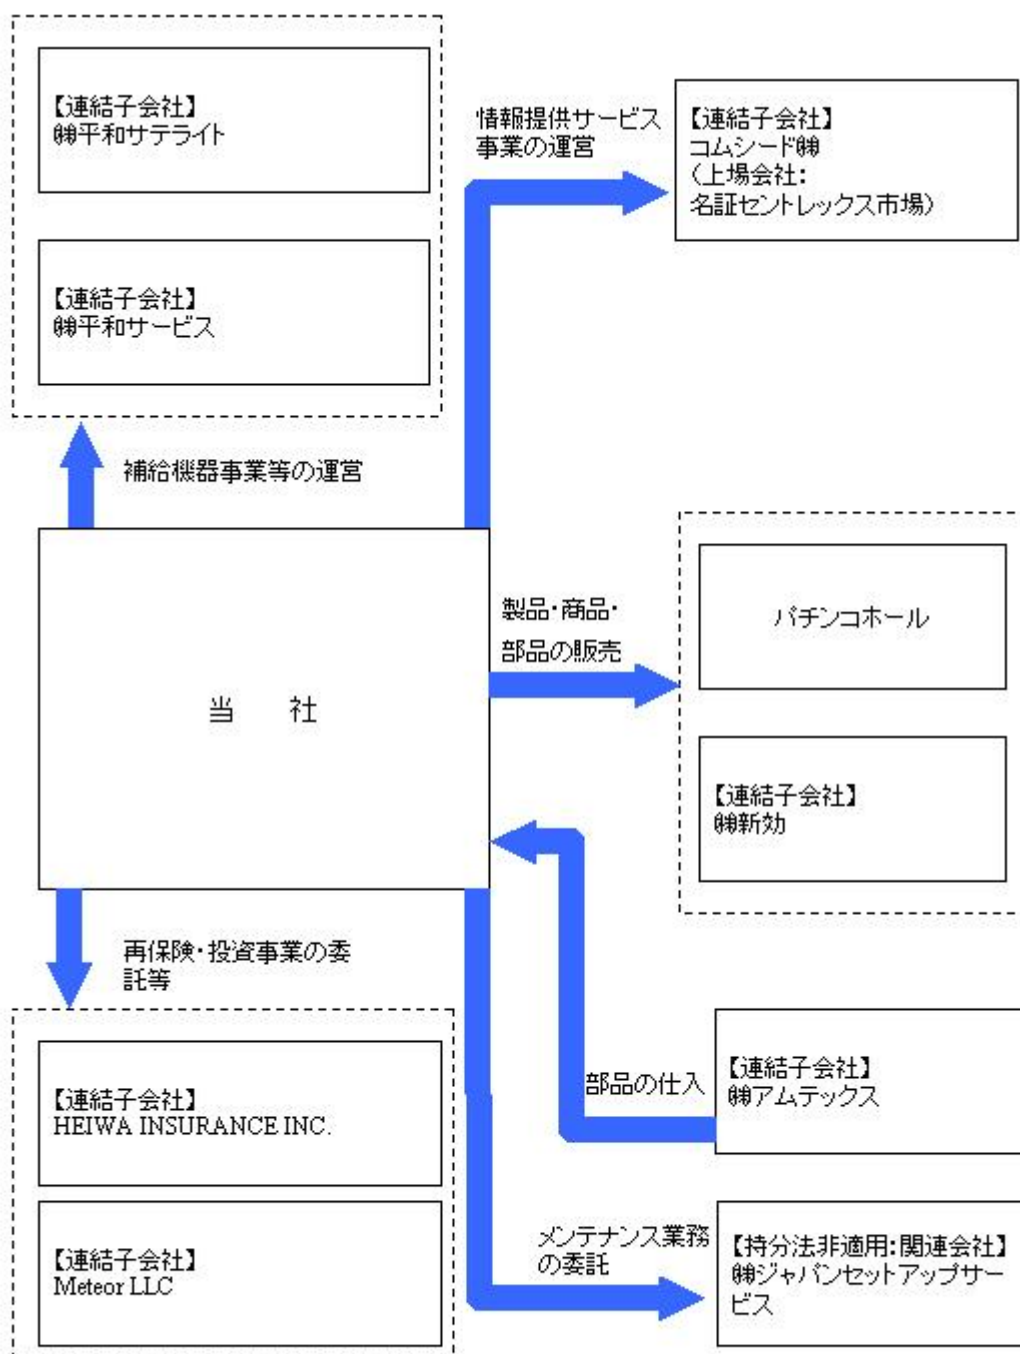 【連結子会社】
㈱平和サテライト
【連結子会社】
㈱平和サービス
情報提供サービス
事業の運営
【連結子会社】
コムシード㈱
（上場会社：
名証セントレックス市場）
補給機器事業等の運営
当　　社
製品・商品・
部品の販売
パチンコホール
【連結子会社】
㈱新効
再保険・投資事業の委
託等
【連結子会社】
HEIWA INSURANCE INC.
【連結子会社】
Meteor LLC
部品の仕入
【連結子会社】
㈱アムテックス
メンテナンス業務
の委託
【持分法非適用：関連会社】
㈱ジャパンセットアップサー
ビス